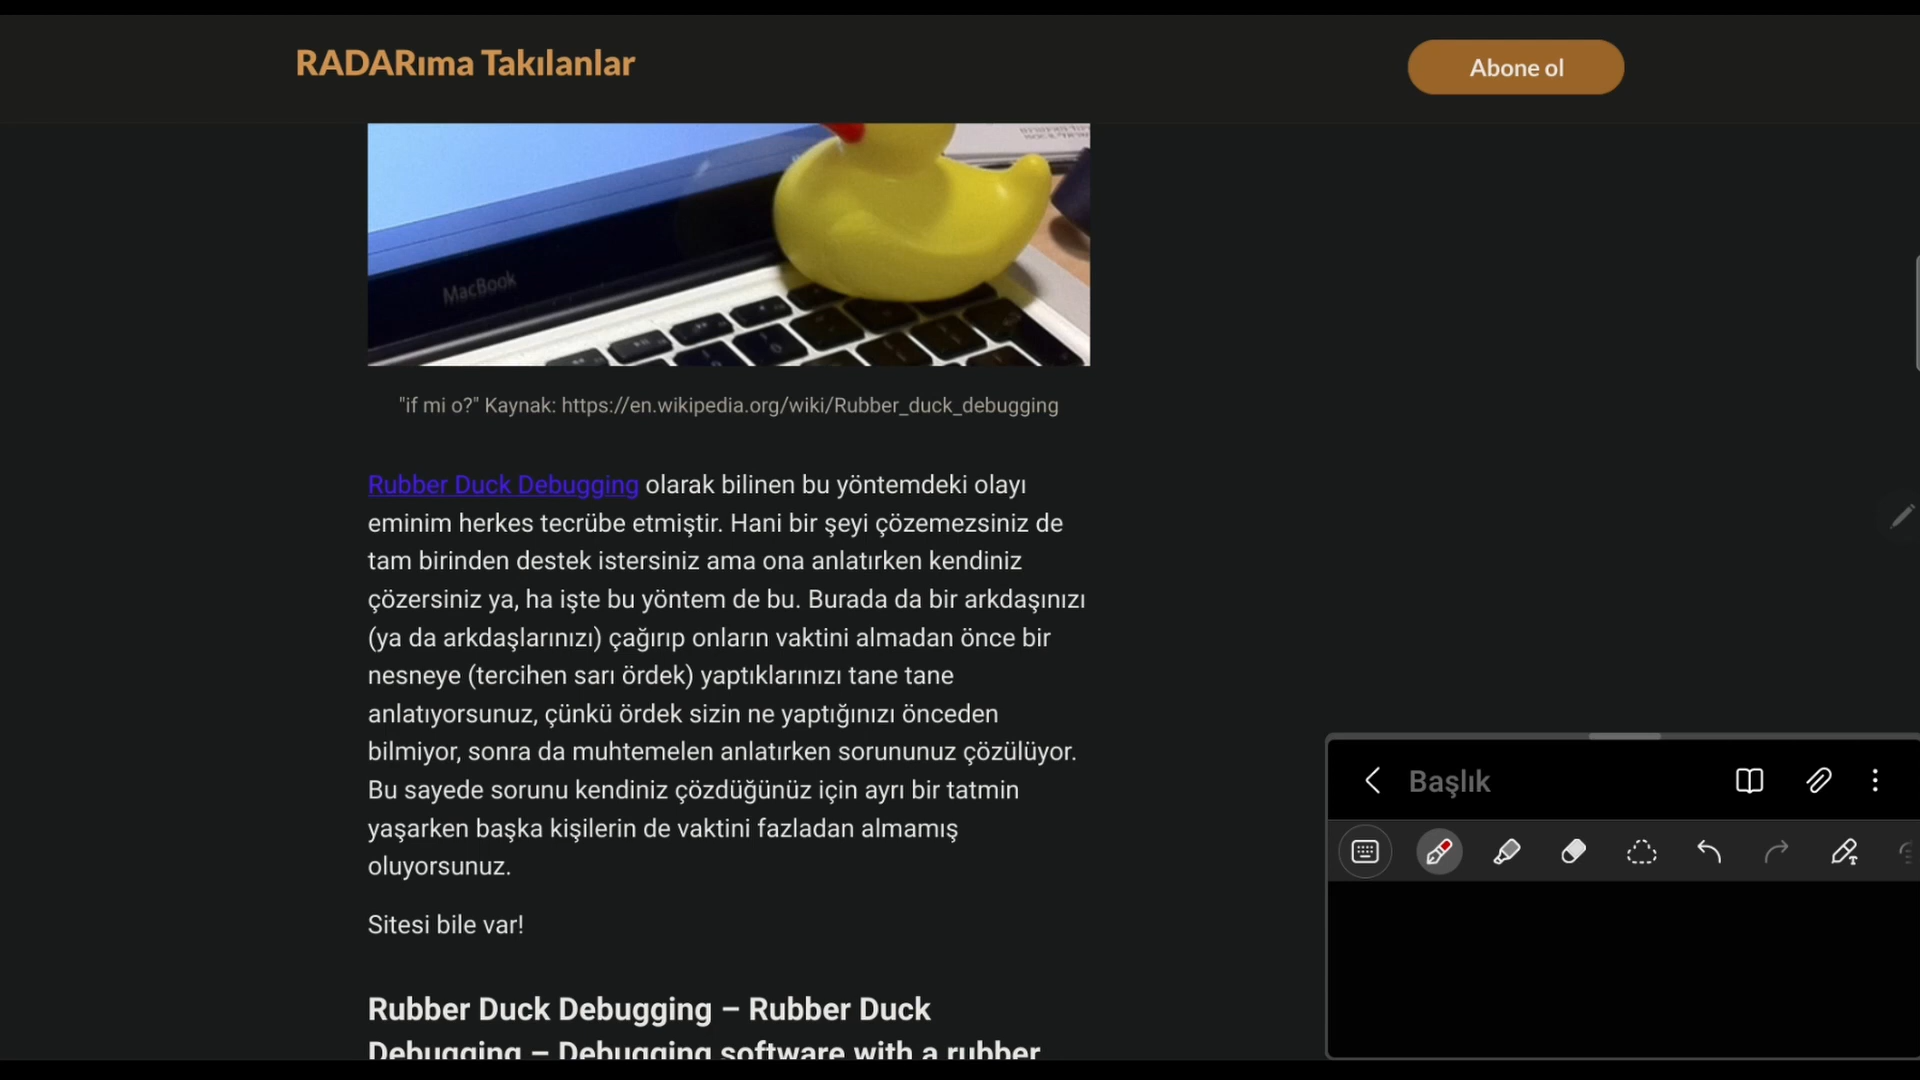 RADARıma Takılanlar
Abone ol
MacBook
"if mi o?" Kaynak: https://en.wikipedia.org/wiki/Rubber_duck_debugging
Rubber Duck Debugging olarak bilinen bu yöntemdeki olayı
eminim herkes tecrübe etmiştir. Hani bir şeyi çözemezsiniz de
tam birinden destek istersiniz ama ona anlatırken kendiniz
çözersiniz ya, ha işte bu yöntem de bu. Burada da bir arkdaşınızı
(ya da arkdaşlarınızı) çağırıp onların vaktini almadan önce bir
nesneye (tercihen sarı ördek) yaptıklarınızı tane tane
anlatıyorsunuz, çünkü ördek sizin ne yaptığınızı önceden
bilmiyor, sonra da muhtemelen anlatırken sorununuz çözülüyor.
Bu sayede sorunu kendiniz çözdüğünüz için ayrı bir tatmin
yaşarken başka kişilerin de vaktini fazladan almamış
oluyorsunuz.
Sitesi bile var!
Rubber Duck Debugging – Rubber Duck
Debugging – Debugging software with a rubber
Başlık